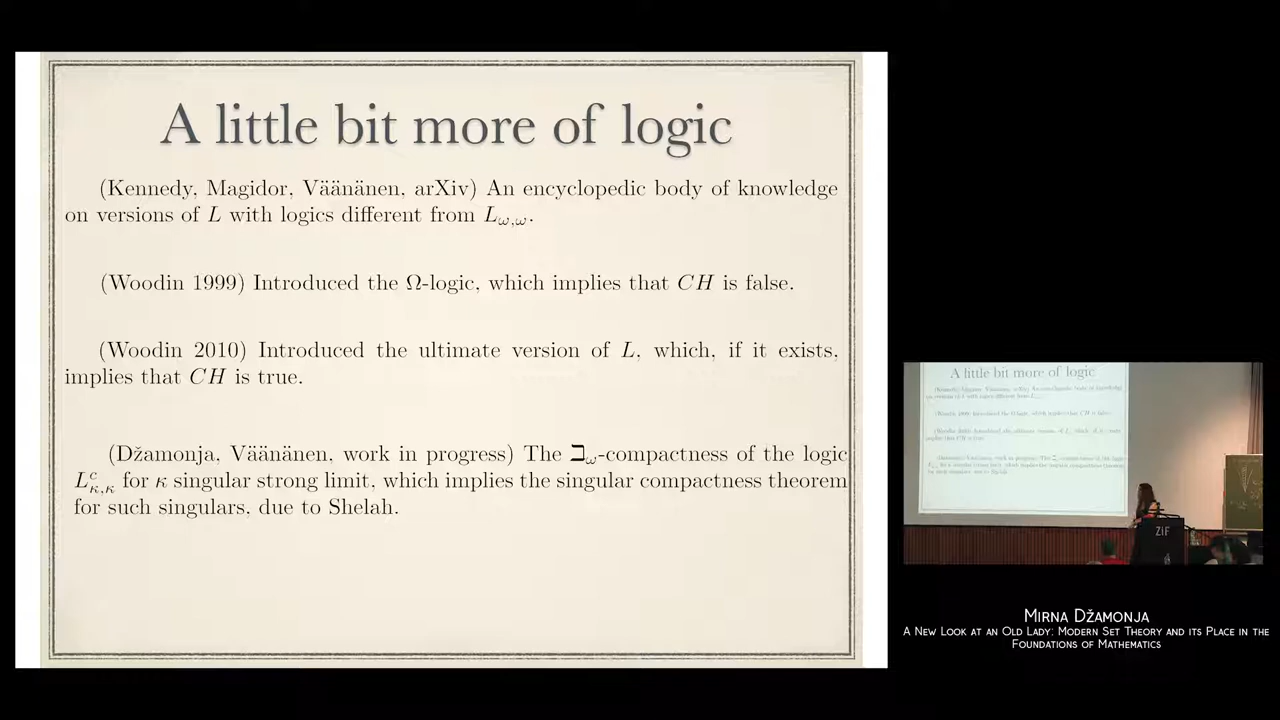 A little bit more of logic
(Kennedy, Magidor, Väänänen, arXiv) An encyclopedic body of knowledge
on versions of L with logics different from L_{ω,ω}.
(Woodin 1999) Introduced the Ω-logic, which implies that CH is false.
(Woodin 2010) Introduced the ultimate version of L, which, if it exists,
implies that CH is true.
(Džamonja, Väänänen, work in progress) The ℶ_ω-compactness of the logic
L^c_{κ,κ} for κ singular strong limit, which implies the singular compactness theorem
for such singulars, due to Shelah.
A little bit more of logic
ZiF
Mirna Džamonja
A New Look at an Old Lady: Modern Set Theory and its Place in the
Foundations of Mathematics